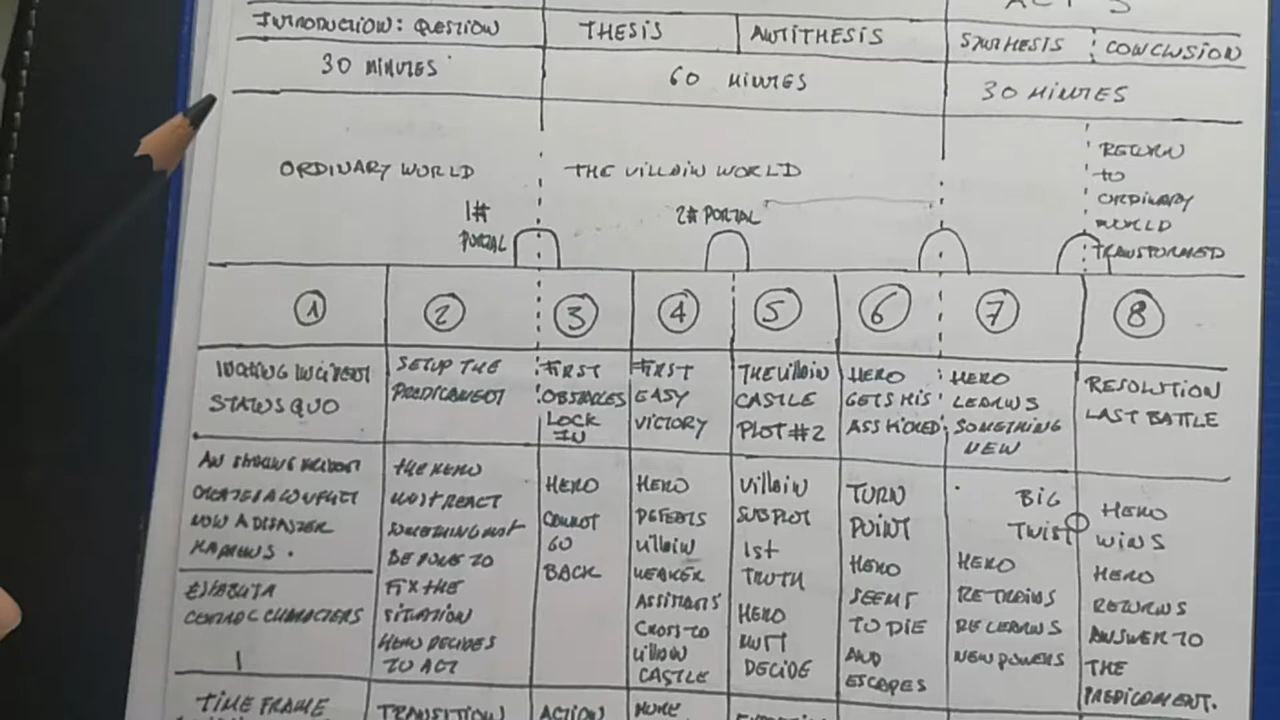 ACT 3
INTRODUCTION: QUESTION
THESIS
ANTITHESIS
SYNTHESIS
CONCLUSION
30 MINUTES
60 MINUTES
30 MINUTES
ORDINARY WORLD
THE VILLAIN WORLD
RETURN
TO
ORDINARY
WORLD
TRANSFORMED
1#
PORTAL
2# PORTAL
1
2
3
4
5
6
7
8
STATUS QUO
SETUP THE
PREDICAMENT
FIRST
OBSTACLES
LOCK
IN
FIRST
EASY
VICTORY
THE VILLAIN
CASTLE
PLOT #2
HERO
GETS HIS
ASS KICKED
HERO
LEARNS
SOMETHING
NEW
RESOLUTION
LAST BATTLE
CREATES A CONFLICT
NOW A DISASTER
HAPPENS.
CHARACTERS
THE HERO
MUST REACT
SOMETHING MUST
BE DONE TO
FIX THE
SITUATION
HERO DECIDES
TO ACT
HERO
CANNOT
GO
BACK
HERO
DEFEATS
VILLAIN
WEAKER
ASSISTANTS
CROSS TO
VILLAIN
CASTLE
VILLAIN
SUBPLOT
1st
TRUTH
HERO
MUST
DECIDE
TURN
POINT
HERO
SEEMS
TO DIE
AND
ESCAPES
BIG
TWIST
HERO
RETRAINS
RELEARNS
NEW POWERS
HERO
WINS
HERO
RETURNS
ANSWER TO
THE
PREDICAMENT.
TIME FRAME
TRANSITION
ACTION
MORE